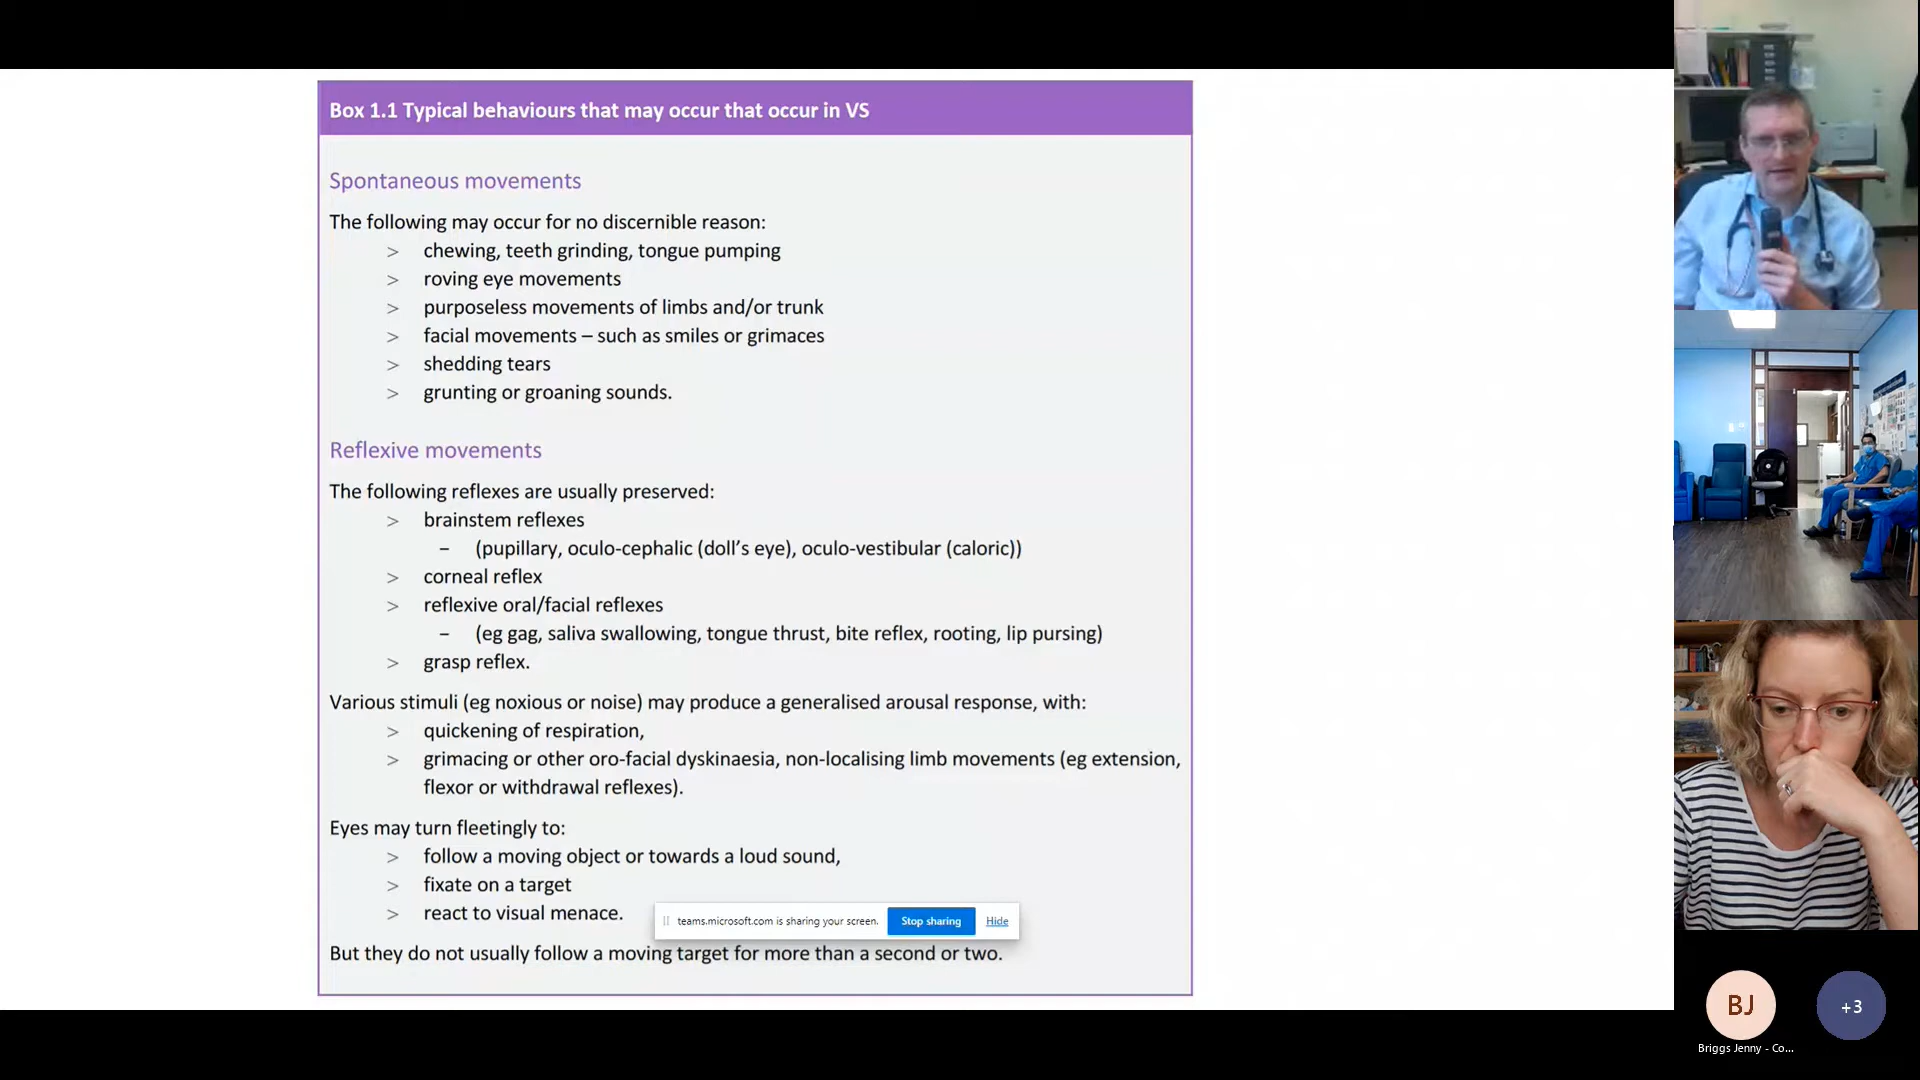 Box 1.1 Typical behaviours that may occur that occur in VS
Spontaneous movements
The following may occur for no discernible reason:
> chewing, teeth grinding, tongue pumping
> roving eye movements
> purposeless movements of limbs and/or trunk
> facial movements – such as smiles or grimaces
> shedding tears
> grunting or groaning sounds.
Reflexive movements
The following reflexes are usually preserved:
> brainstem reflexes
– (pupillary, oculo-cephalic (doll's eye), oculo-vestibular (caloric))
> corneal reflex
> reflexive oral/facial reflexes
– (eg gag, saliva swallowing, tongue thrust, bite reflex, rooting, lip pursing)
> grasp reflex.
Various stimuli (eg noxious or noise) may produce a generalised arousal response, with:
> quickening of respiration,
> grimacing or other oro-facial dyskinaesia, non-localising limb movements (eg extension,
flexor or withdrawal reflexes).
Eyes may turn fleetingly to:
> follow a moving object or towards a loud sound,
> fixate on a target
> react to visual menace.
teams.microsoft.com is sharing your screen. Stop sharing Hide
But they do not usually follow a moving target for more than a second or two.
BJ
+3
Briggs Jenny - Co...